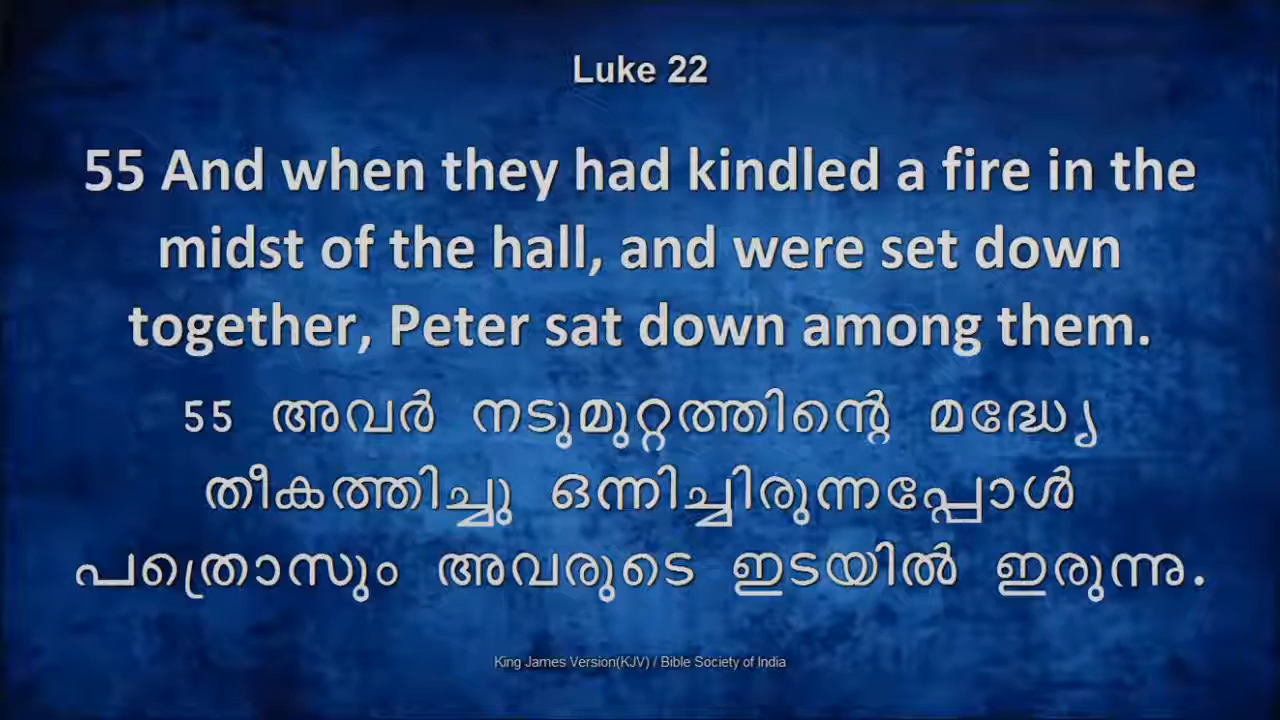 Luke 22
55 And when they had kindled a fire in the
midst of the hall, and were set down
together, Peter sat down among them.
55 അവർ നടുമുറ്റത്തിന്റെ മദ്ധ്യേ
തീകത്തിച്ചു ഒന്നിച്ചിരുന്നപ്പോൾ
പത്രൊസും അവരുടെ ഇടയിൽ ഇരുന്നു.
King James Version(KJV) / Bible Society of India